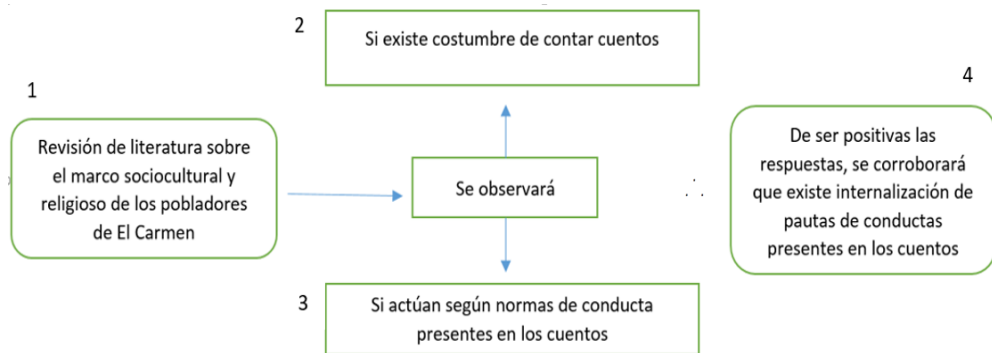 1
Revisión de literatura sobre
el marco sociocultural y
religioso de los pobladores
de El Carmen
2
Si existe costumbre de contar cuentos
Se observará
3
Si actúan según normas de conducta
presentes en los cuentos
∴
4
De ser positivas las
respuestas, se corroborará
que existe internalización de
pautas de conductas
presentes en los cuentos